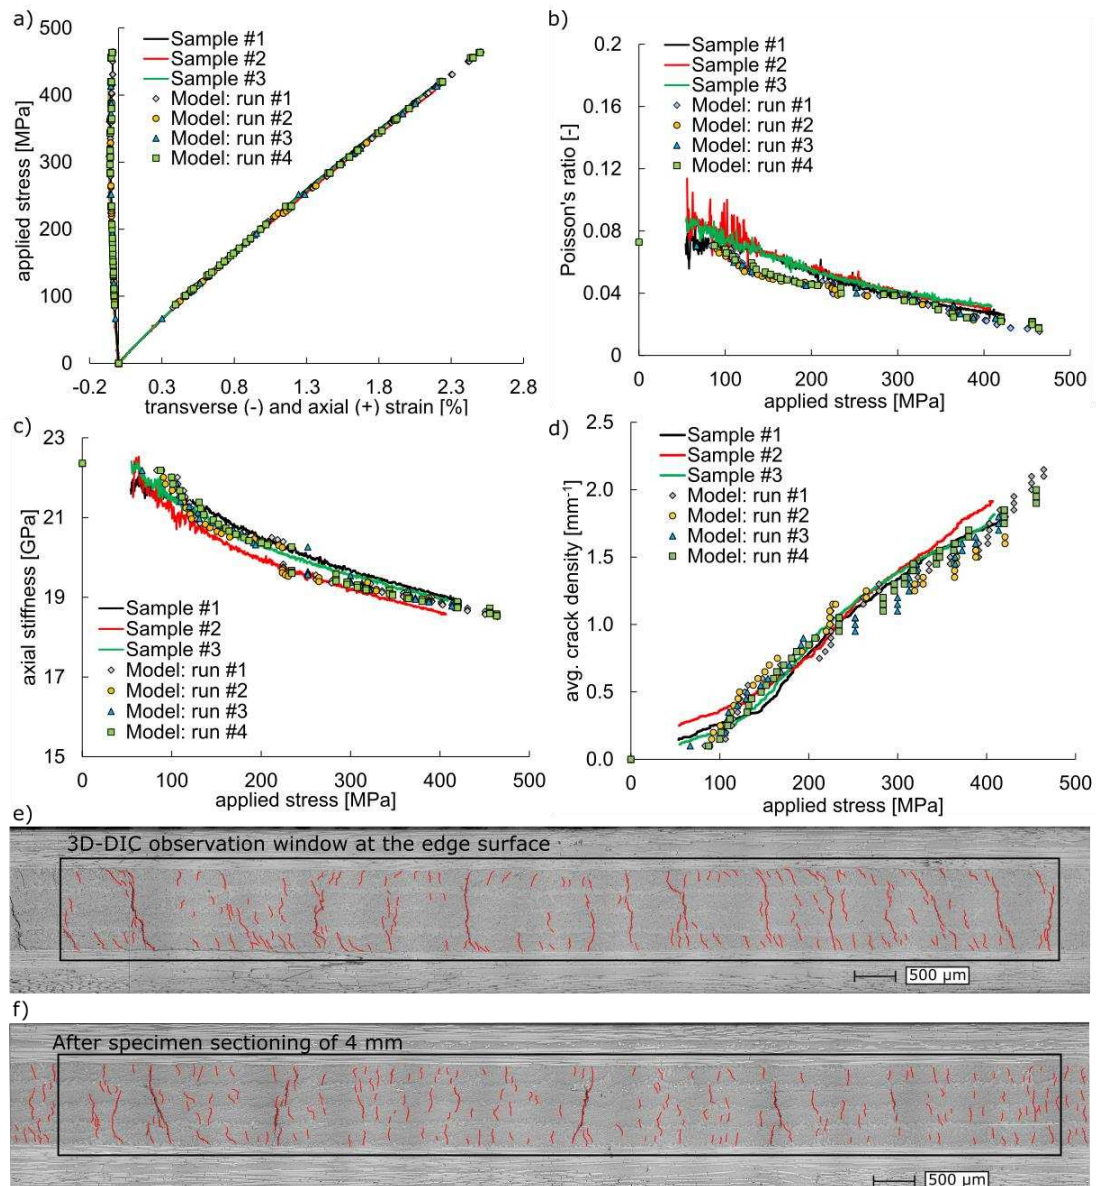 a)
500
400
300
200
100
0
applied stress [MPa]
Sample #1
Sample #2
Sample #3
Model: run #1
Model: run #2
Model: run #3
Model: run #4
-0.2 0.3 0.8 1.3 1.8 2.3 2.8
transverse (-) and axial (+) strain [%]
b)
0.2
0.16
0.12
0.08
0.04
0
Poisson's ratio [-]
Sample #1
Sample #2
Sample #3
Model: run #1
Model: run #2
Model: run #3
Model: run #4
0 100 200 300 400 500
applied stress [MPa]
c)
23
21
19
17
15
axial stiffness [GPa]
Sample #1
Sample #2
Sample #3
Model: run #1
Model: run #2
Model: run #3
Model: run #4
0 100 200 300 400 500
applied stress [MPa]
d)
2.5
2.0
1.5
1.0
0.5
0.0
avg. crack density [mm⁻¹]
Sample #1
Sample #2
Sample #3
Model: run #1
Model: run #2
Model: run #3
Model: run #4
0 100 200 300 400 500
applied stress [MPa]
e)
3D-DIC observation window at the edge surface
500 µm
f)
After specimen sectioning of 4 mm
500 µm